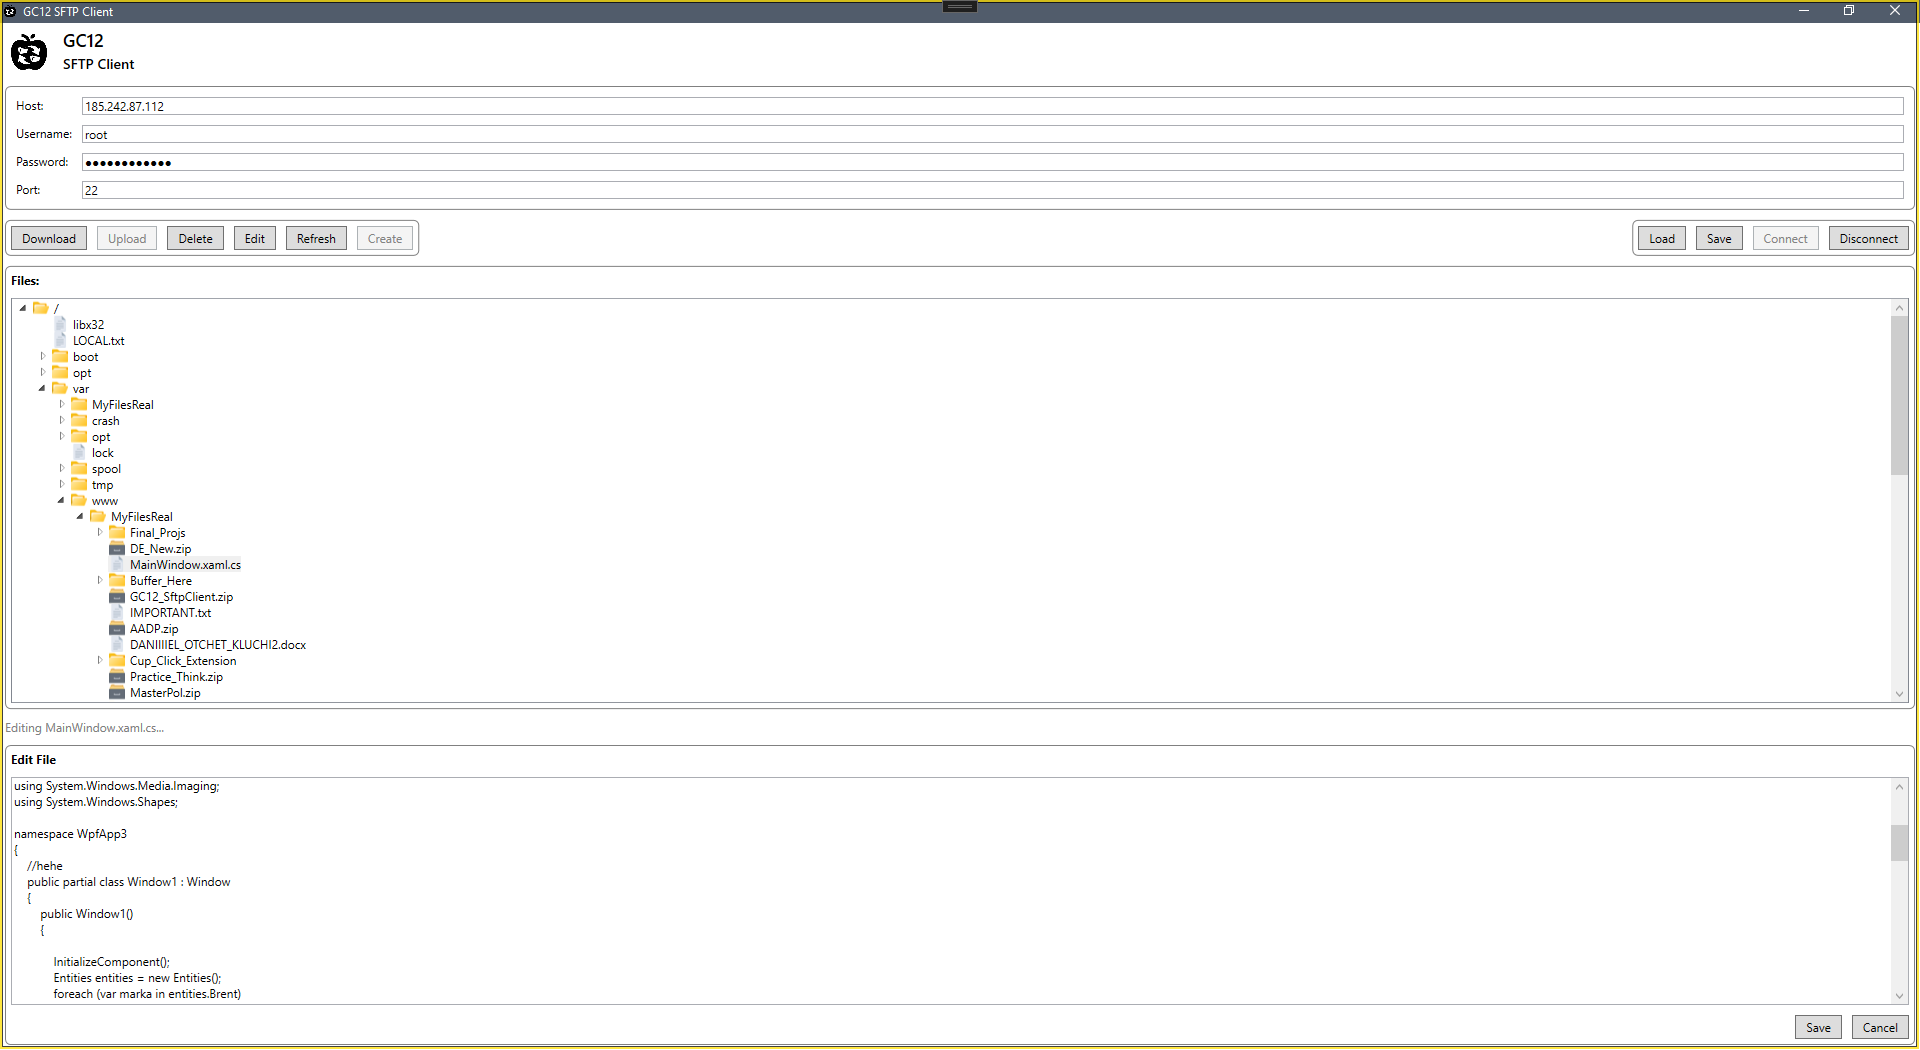 GC12 SFTP Client
GC12
SFTP Client
Host: 185.242.87.112
Username: root
Password: ●●●●●●●●●●●●
Port: 22
Download Upload Delete Edit Refresh Create Load Save Connect Disconnect
Files:
/
libx32
LOCAL.txt
boot
opt
var
MyFilesReal
crash
opt
lock
spool
tmp
www
MyFilesReal
Final_Projs
DE_New.zip
MainWindow.xaml.cs
Buffer_Here
GC12_SftpClient.zip
IMPORTANT.txt
AADP.zip
DANIIIIEL_OTCHET_KLUCHI2.docx
Cup_Click_Extension
Practice_Think.zip
MasterPol.zip
Editing MainWindow.xaml.cs...
Edit File
using System.Windows.Media.Imaging;
using System.Windows.Shapes;
namespace WpfApp3
{
//hehe
public partial class Window1 : Window
{
public Window1()
{
InitializeComponent();
Entities entities = new Entities();
foreach (var marka in entities.Brent)
Save Cancel